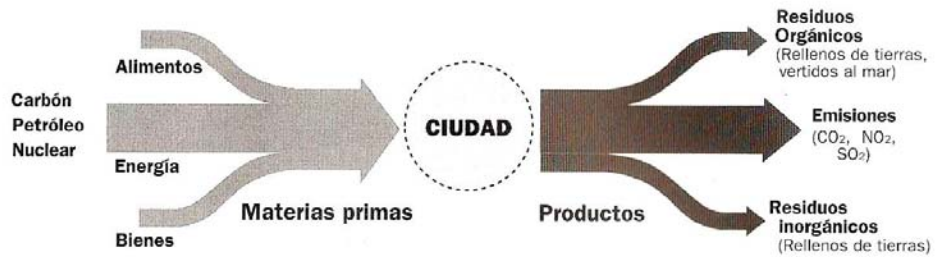 Alimentos
Carbón
Petróleo
Nuclear
Energía
Bienes
Materias primas
CIUDAD
Productos
Residuos
Orgánicos
(Rellenos de tierras,
vertidos al mar)
Emisiones
(CO₂, NO₂,
SO₂)
Residuos
inorgánicos
(Rellenos de tierras)